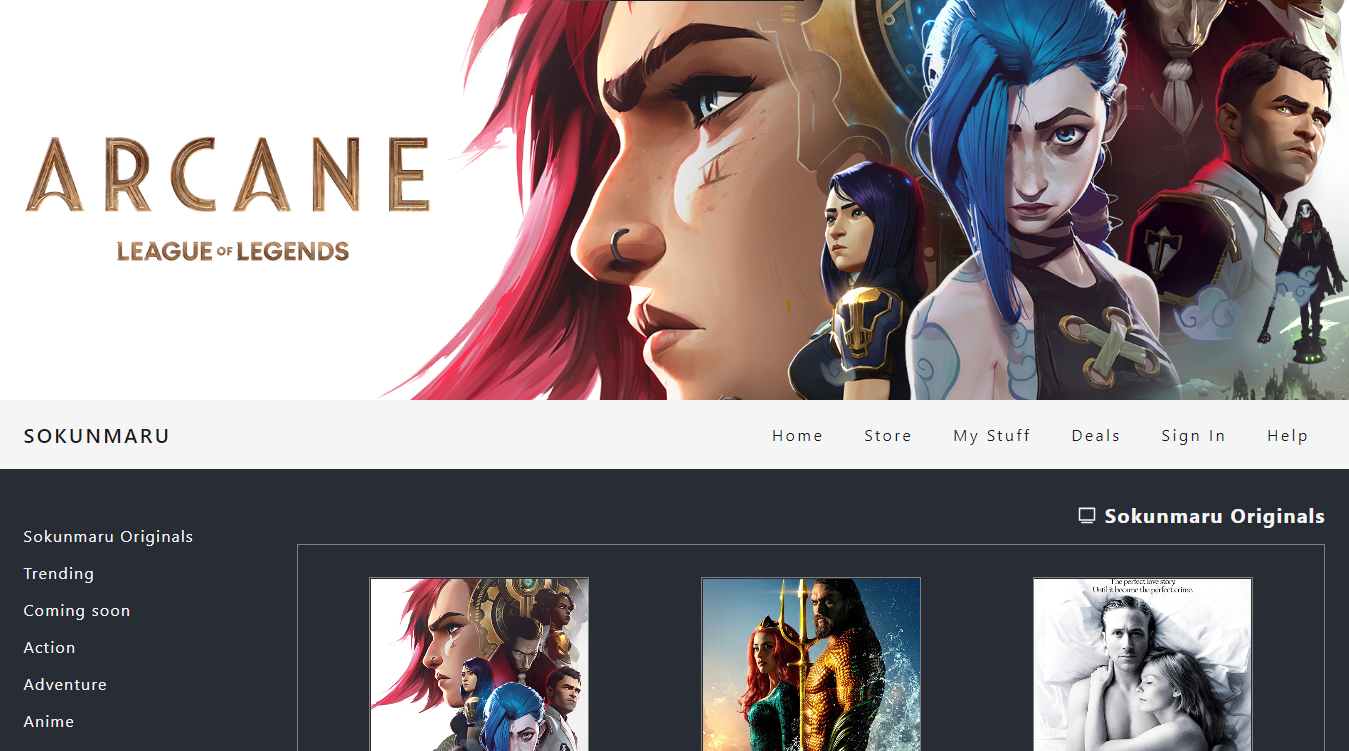 ARCANE
LEAGUE OF LEGENDS
SOKUNMARU
Home
Store
My Stuff
Deals
Sign In
Help
Sokunmaru Originals
Sokunmaru Originals
Trending
Coming soon
Action
Adventure
Anime
The perfect love story.
Until it became the perfect crime.